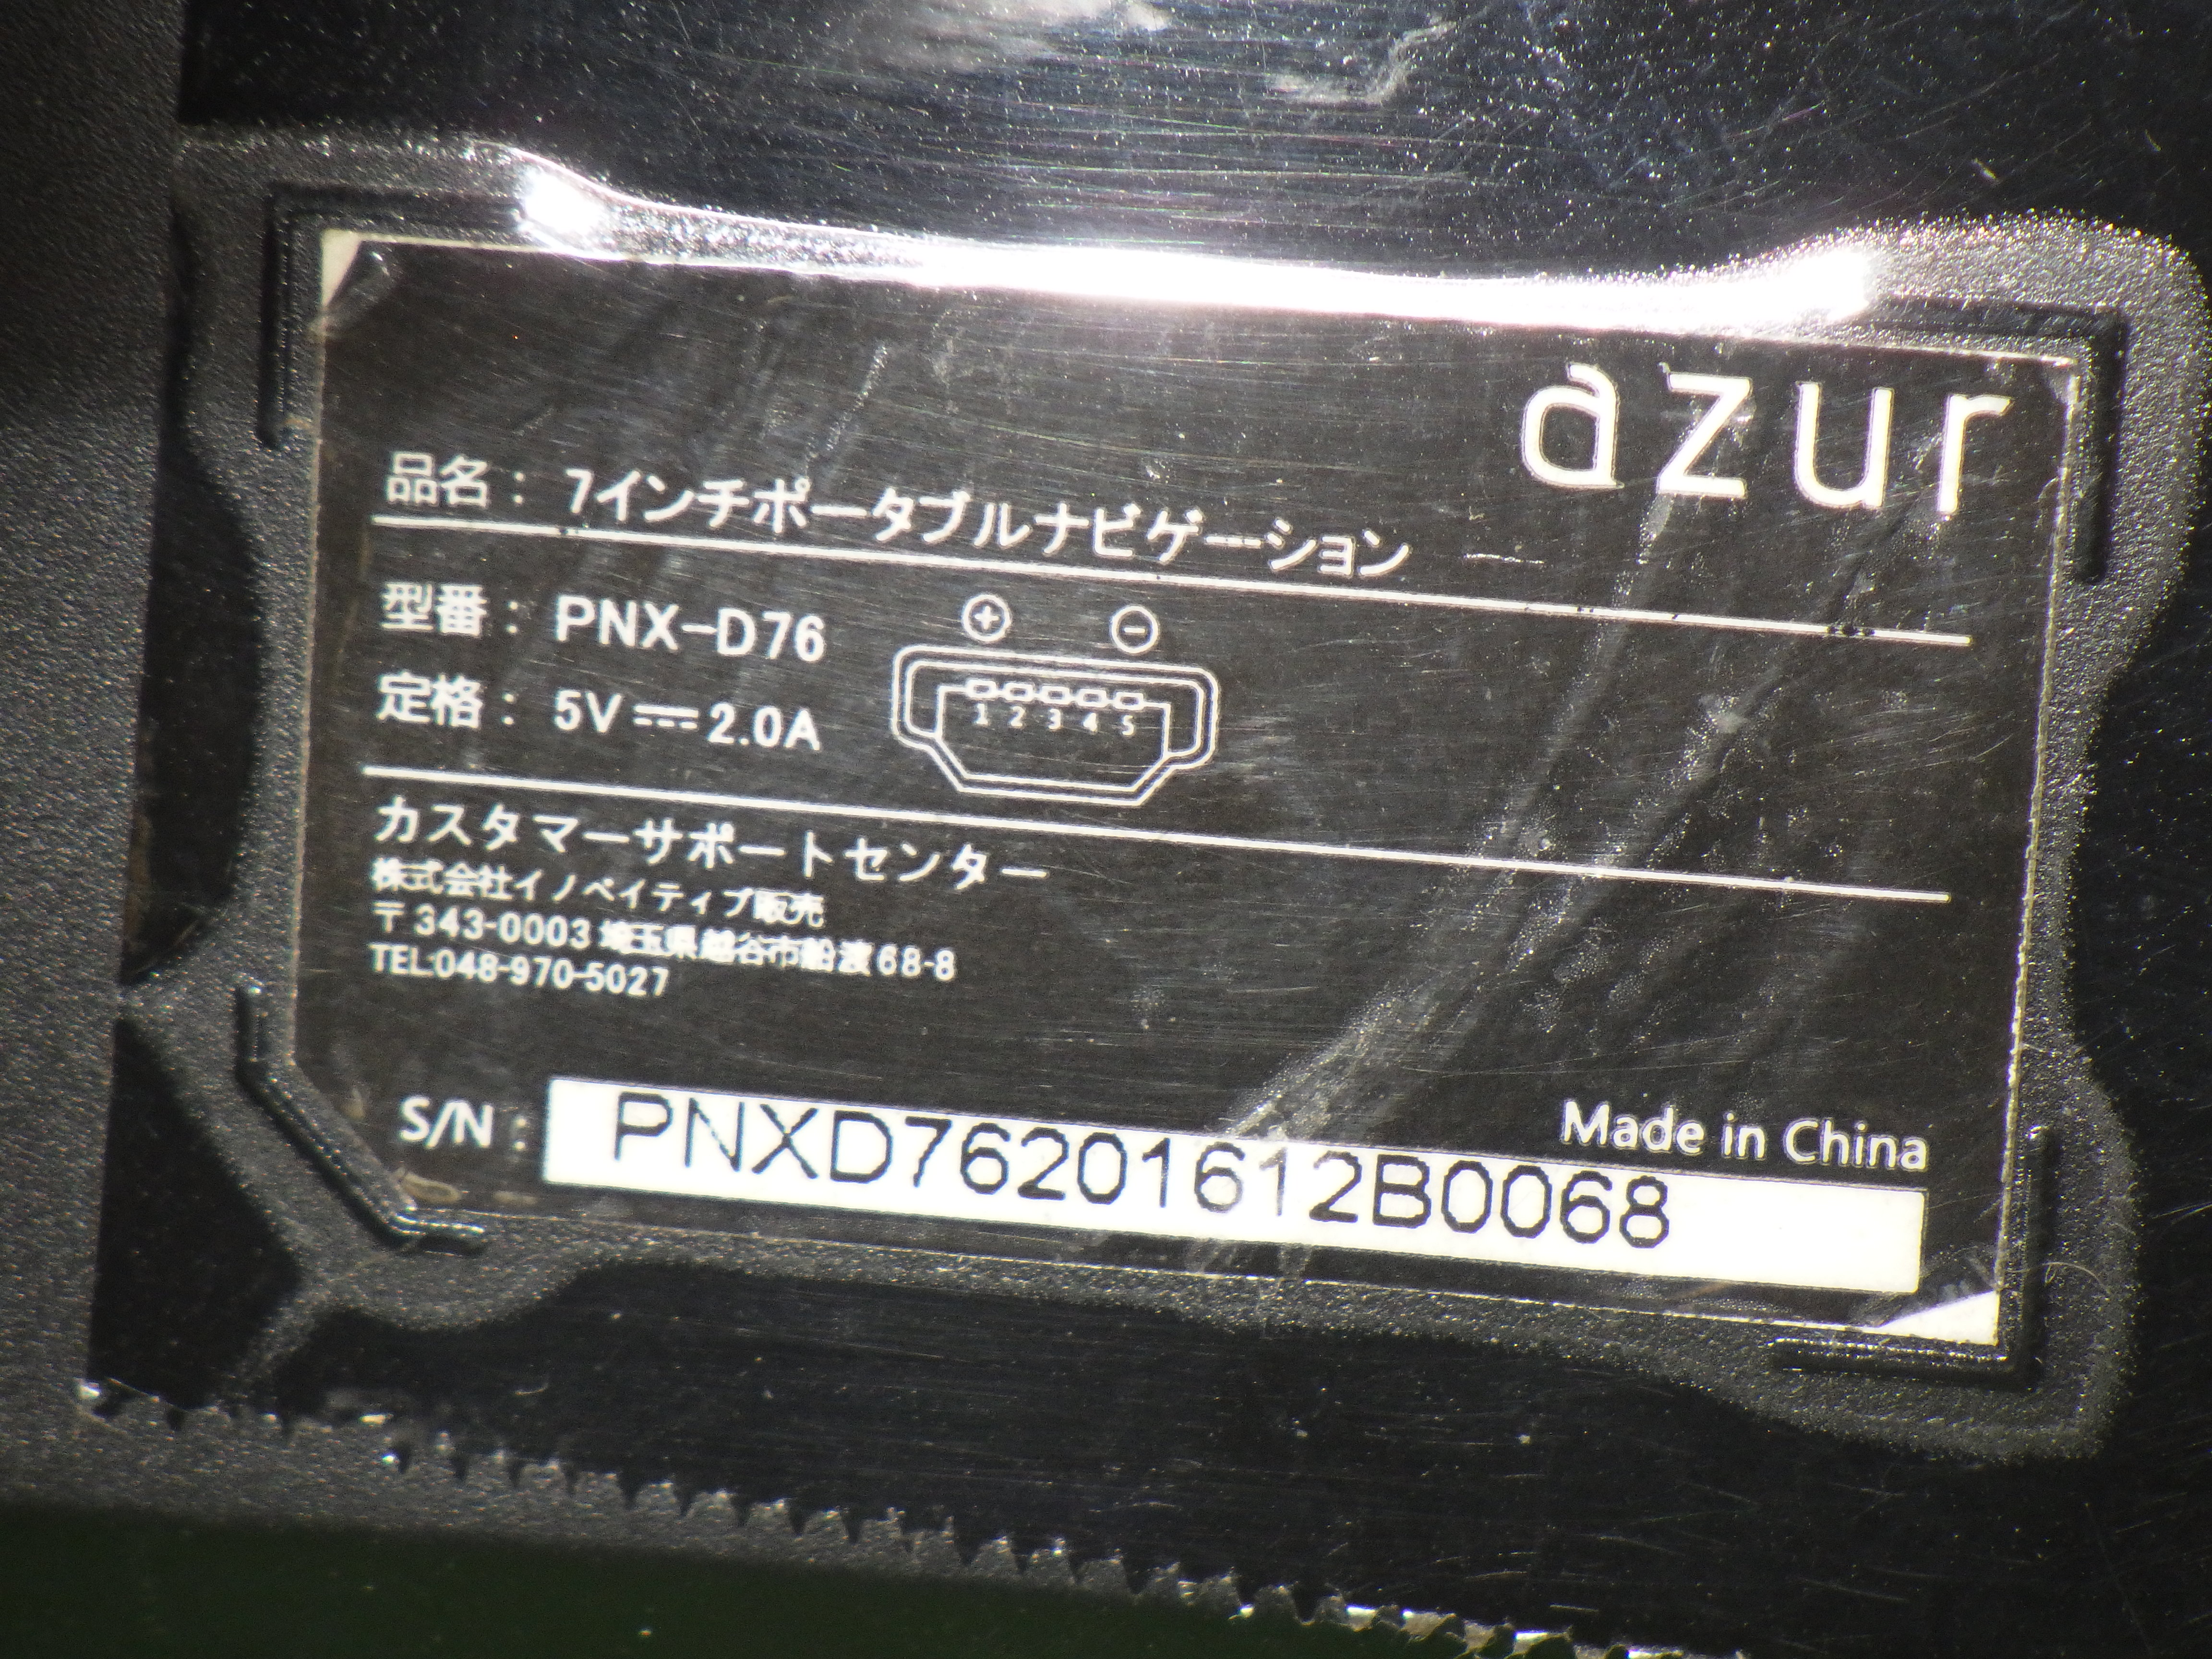 azur
品名： 7インチポータブルナビゲーション
型番： PNX-D76
＋ −
定格： 5V⎓2.0A
1 2 3 4 5
カスタマーサポートセンター
株式会社イノベイティブ販売
〒343-0003 埼玉県越谷市船渡68-8
TEL:048-970-5027
Made in China
S/N： PNXD76201612B0068